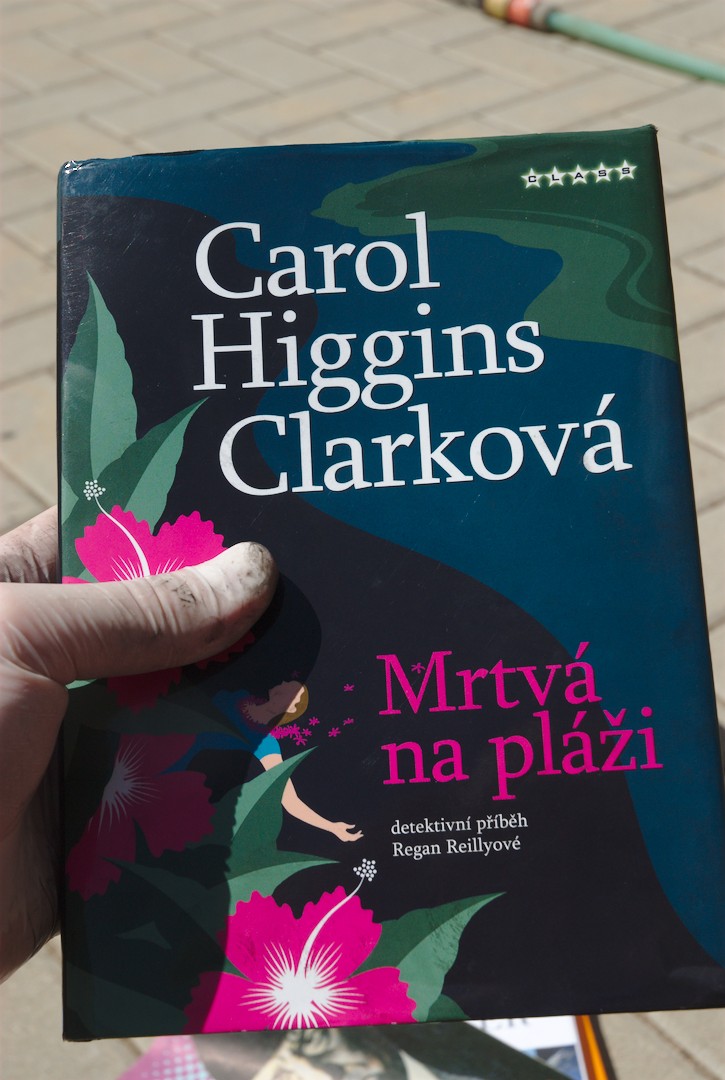 CLASS
Carol
Higgins
Clarková
Mrtvá
na pláži
detektivní příběh
Regan Reillyové